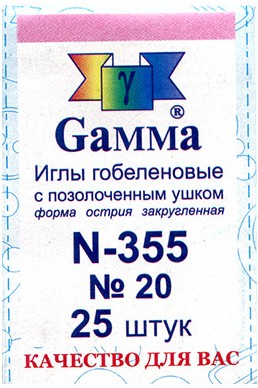 γ
Gamma®
Иглы гобеленовые
с позолоченным ушком
форма острия закругленная
N-355
№ 20
25 штук
КАЧЕСТВО ДЛЯ ВАС